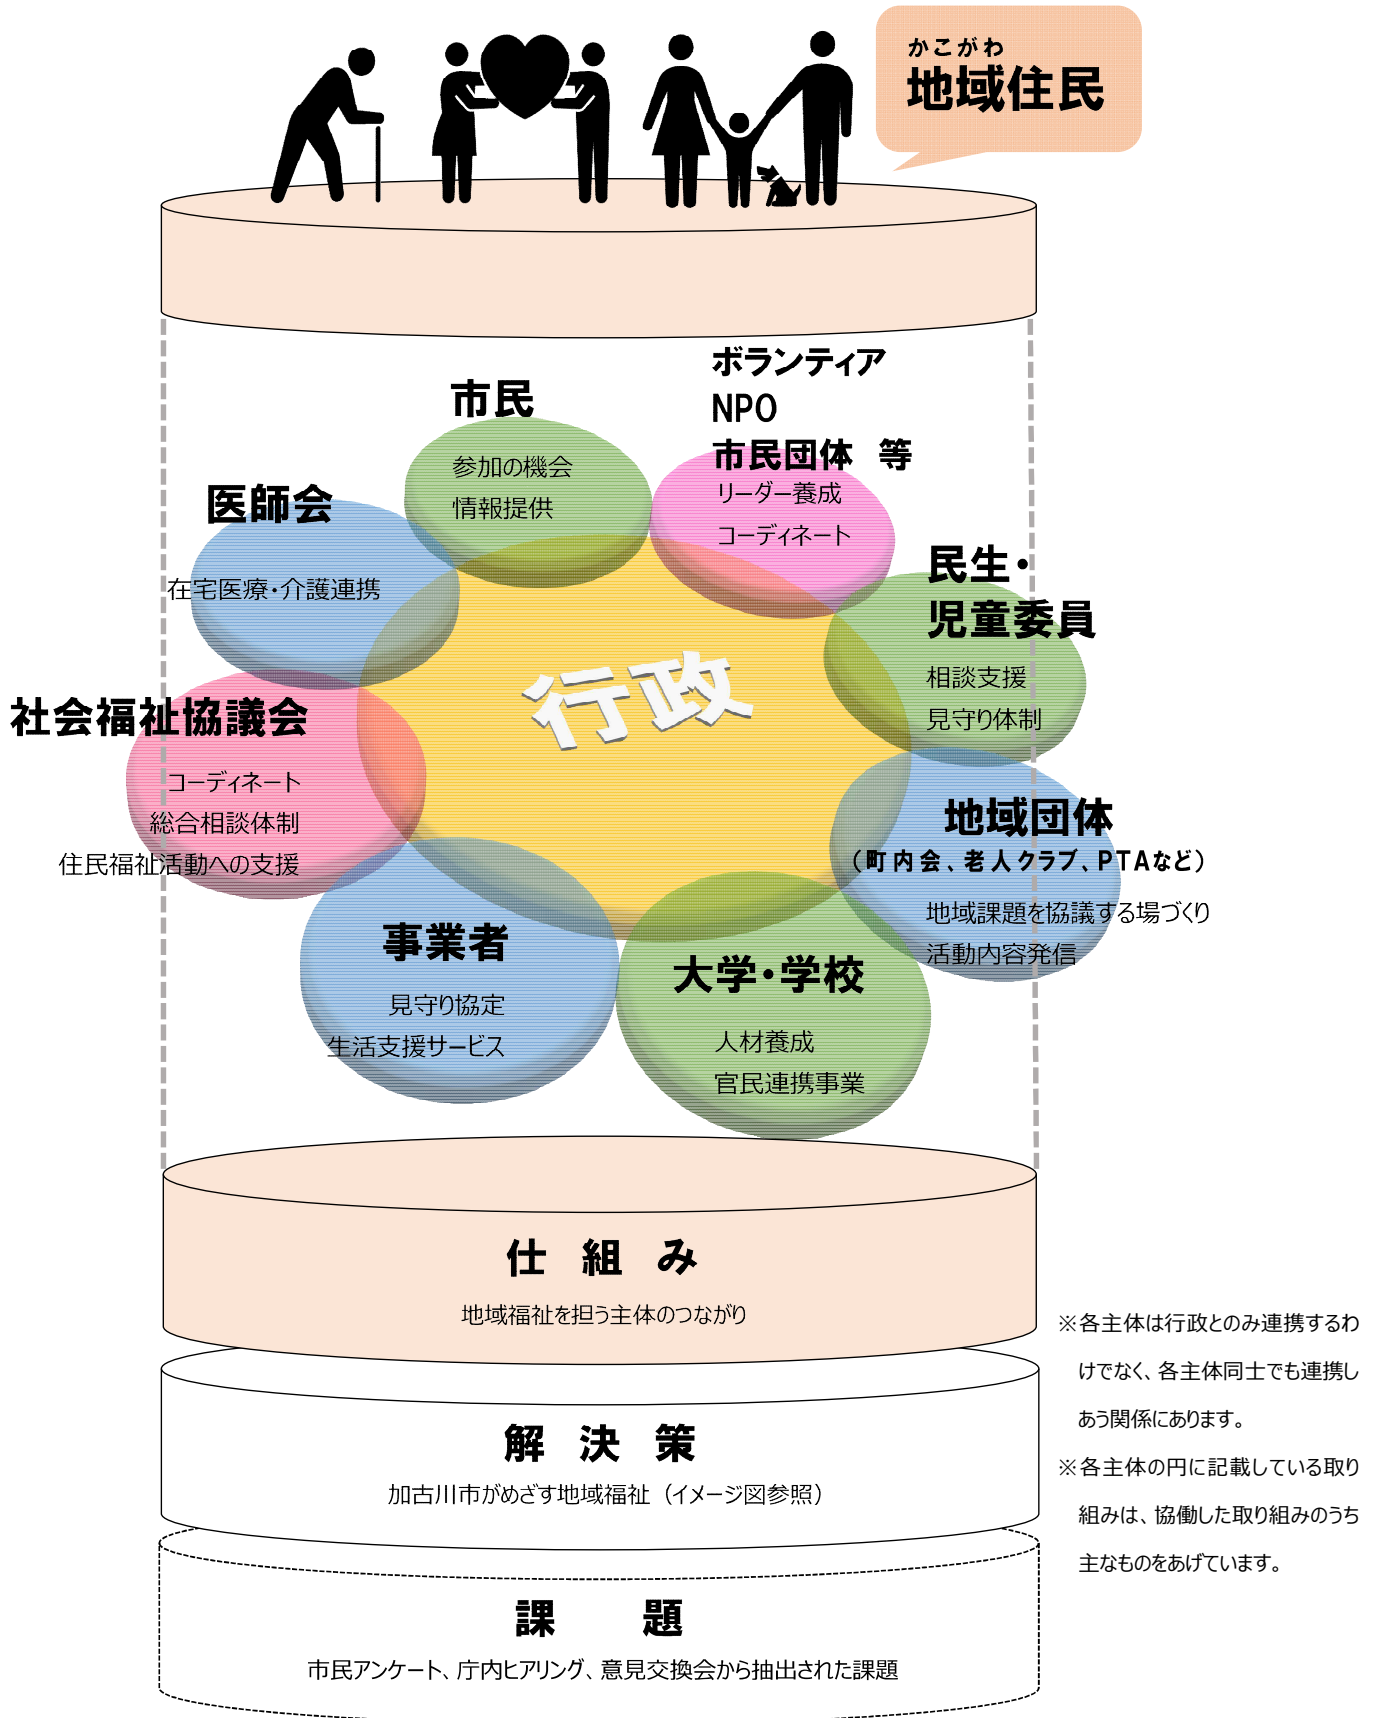 かこがわ
地域住民
ボランティア
NPO
市民団体 等
リーダー養成
コーディネート
市民
参加の機会
情報提供
医師会
在宅医療・介護連携
民生・
児童委員
相談支援
見守り体制
行政
社会福祉協議会
コーディネート
総合相談体制
住民福祉活動への支援
地域団体
（町内会、老人クラブ、PTAなど）
地域課題を協議する場づくり
活動内容発信
事業者
見守り協定
生活支援サービス
大学・学校
人材養成
官民連携事業
仕 組 み
地域福祉を担う主体のつながり
※各主体は行政とのみ連携するわ
けでなく、各主体同士でも連携し
あう関係にあります。
※各主体の円に記載している取り
組みは、協働した取り組みのうち
主なものをあげています。
解 決 策
加古川市がめざす地域福祉（イメージ図参照）
課 題
市民アンケート、庁内ヒアリング、意見交換会から抽出された課題